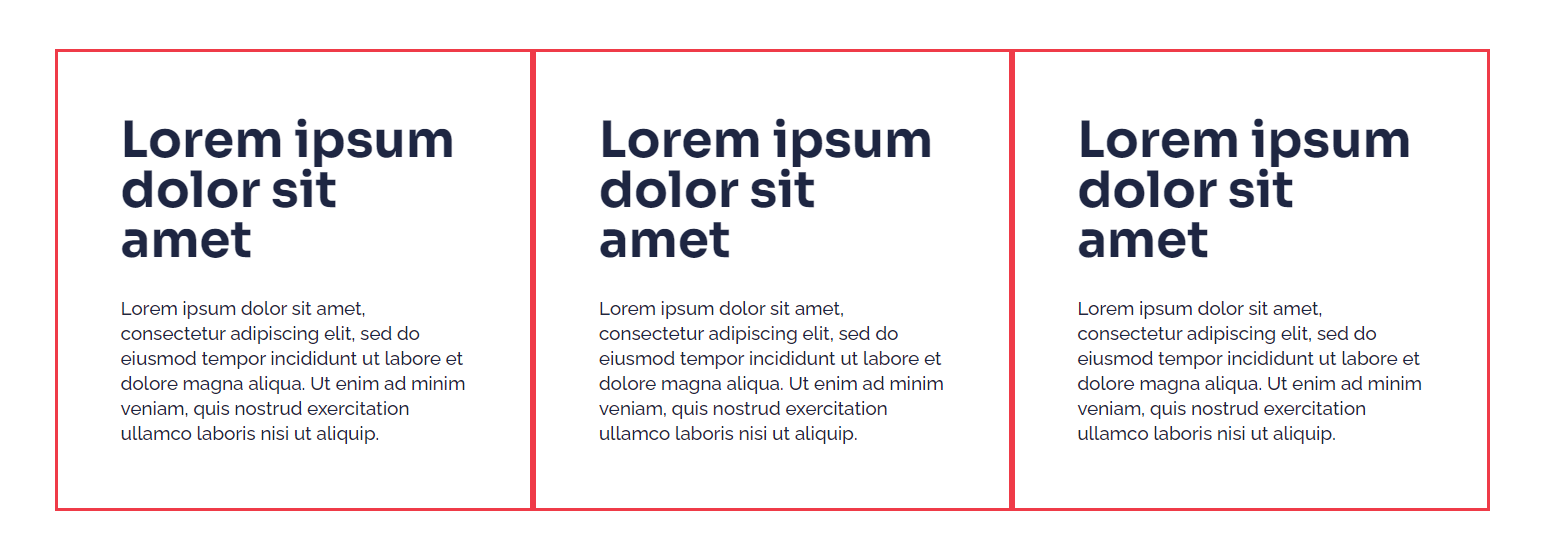 Lorem ipsum
dolor sit
amet
Lorem ipsum dolor sit amet,
consectetur adipiscing elit, sed do
eiusmod tempor incididunt ut labore et
dolore magna aliqua. Ut enim ad minim
veniam, quis nostrud exercitation
ullamco laboris nisi ut aliquip.
Lorem ipsum
dolor sit
amet
Lorem ipsum dolor sit amet,
consectetur adipiscing elit, sed do
eiusmod tempor incididunt ut labore et
dolore magna aliqua. Ut enim ad minim
veniam, quis nostrud exercitation
ullamco laboris nisi ut aliquip.
Lorem ipsum
dolor sit
amet
Lorem ipsum dolor sit amet,
consectetur adipiscing elit, sed do
eiusmod tempor incididunt ut labore et
dolore magna aliqua. Ut enim ad minim
veniam, quis nostrud exercitation
ullamco laboris nisi ut aliquip.